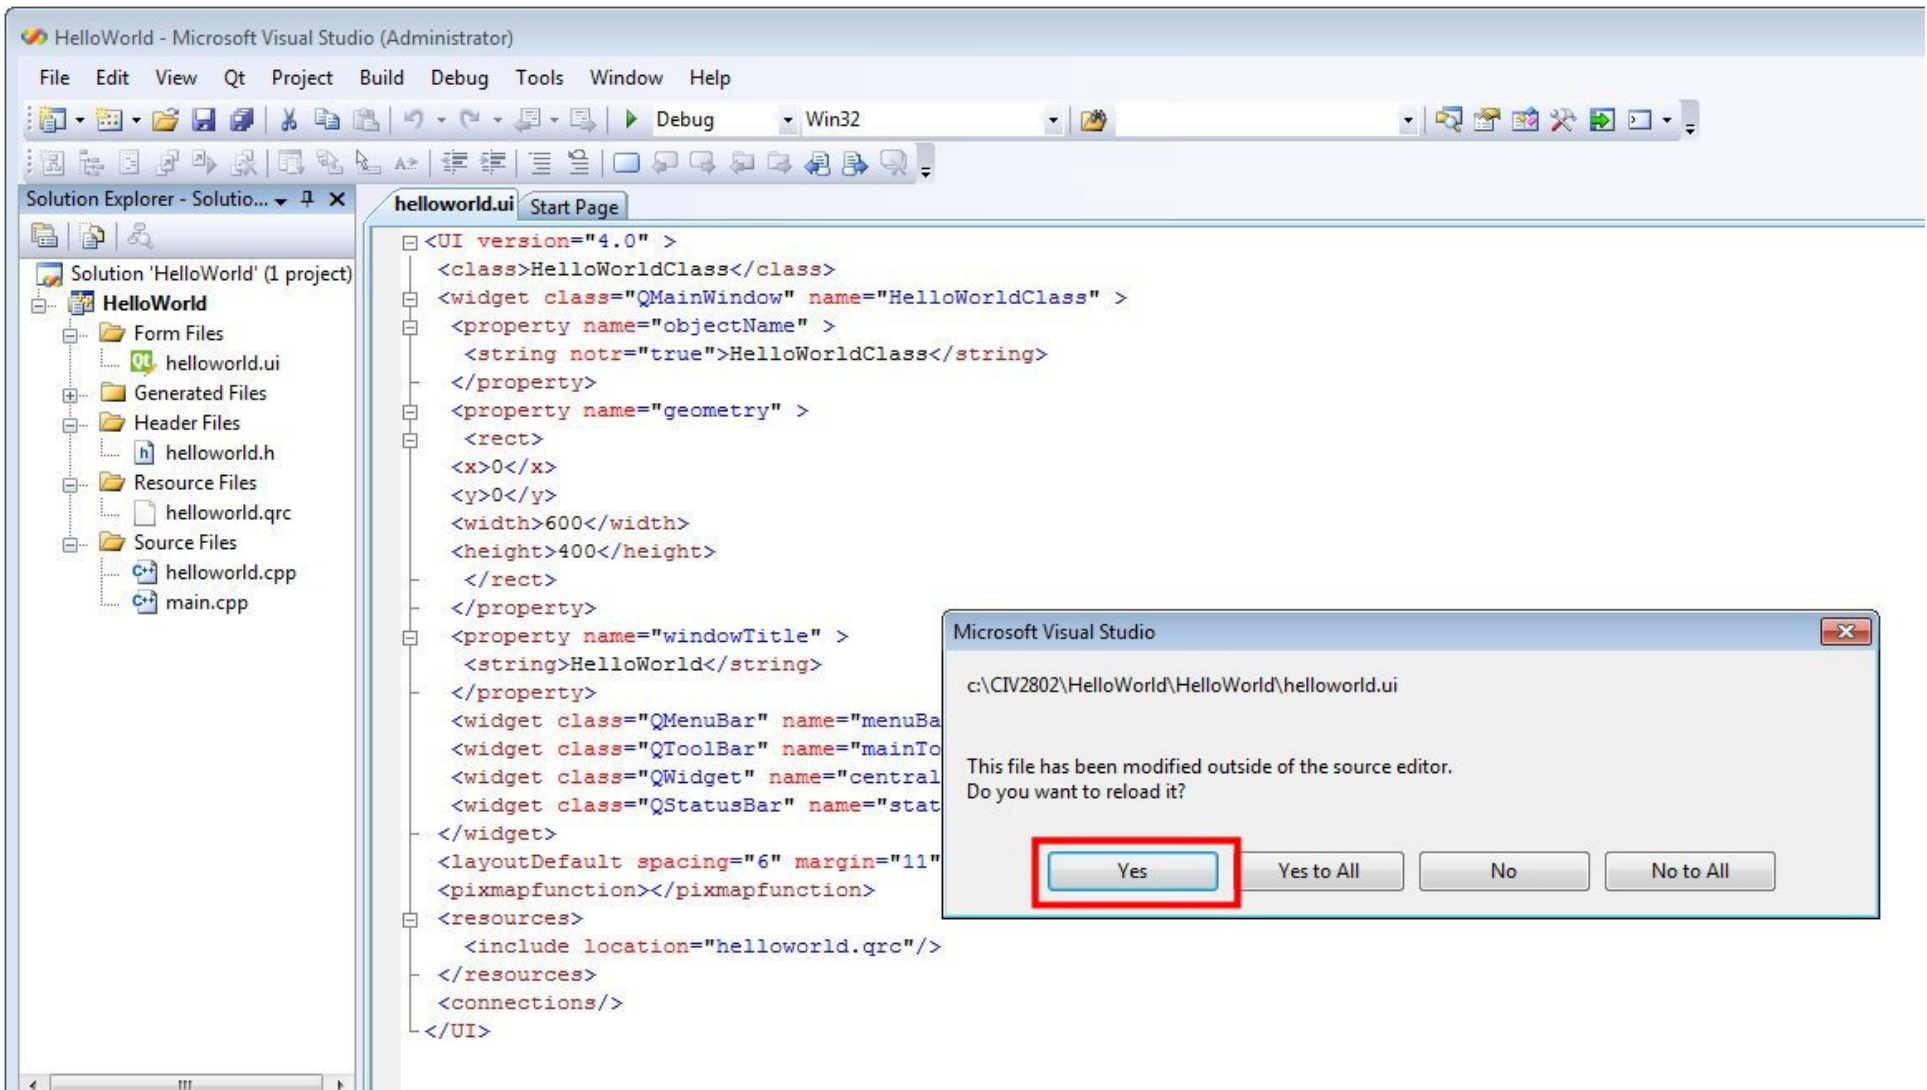 HelloWorld - Microsoft Visual Studio (Administrator)
File Edit View Qt Project Build Debug Tools Window Help
Debug Win32
Solution Explorer - Solutio...
helloworld.ui Start Page
Solution 'HelloWorld' (1 project)
HelloWorld
Form Files
helloworld.ui
Generated Files
Header Files
helloworld.h
Resource Files
helloworld.qrc
Source Files
helloworld.cpp
main.cpp
<UI version="4.0" >
<class>HelloWorldClass</class>
<widget class="QMainWindow" name="HelloWorldClass" >
<property name="objectName" >
<string notr="true">HelloWorldClass</string>
</property>
<property name="geometry" >
<rect>
<x>0</x>
<y>0</y>
<width>600</width>
<height>400</height>
</rect>
</property>
<property name="windowTitle" >
<string>HelloWorld</string>
</property>
<widget class="QMenuBar" name="menuBa
<widget class="QToolBar" name="mainTo
<widget class="QWidget" name="central
<widget class="QStatusBar" name="stat
</widget>
<layoutDefault spacing="6" margin="11"
<pixmapfunction></pixmapfunction>
<resources>
<include location="helloworld.qrc"/>
</resources>
<connections/>
</UI>
Microsoft Visual Studio
c:\CIV2802\HelloWorld\HelloWorld\helloworld.ui
This file has been modified outside of the source editor.
Do you want to reload it?
Yes Yes to All No No to All